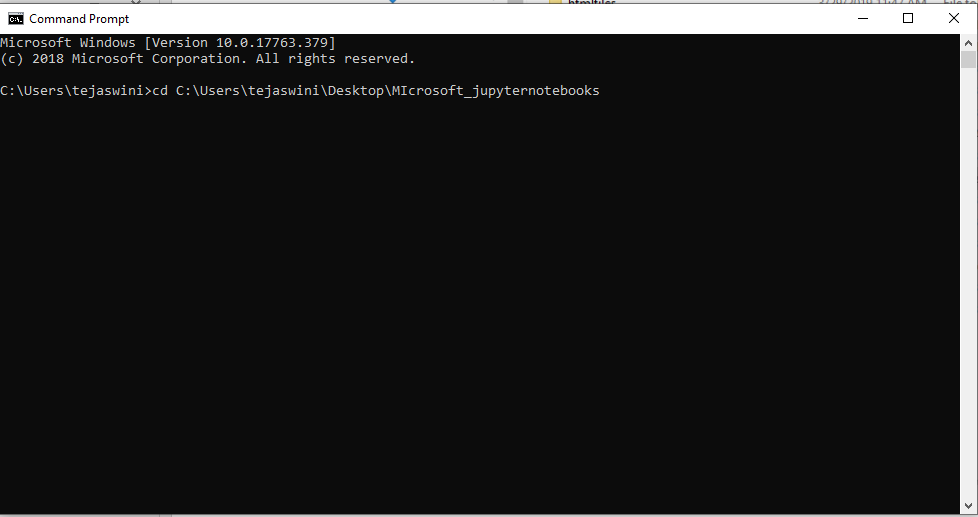 Command Prompt
Microsoft Windows [Version 10.0.17763.379]
(c) 2018 Microsoft Corporation. All rights reserved.
C:\Users\tejaswini>cd C:\Users\tejaswini\Desktop\MIcrosoft_jupyternotebooks